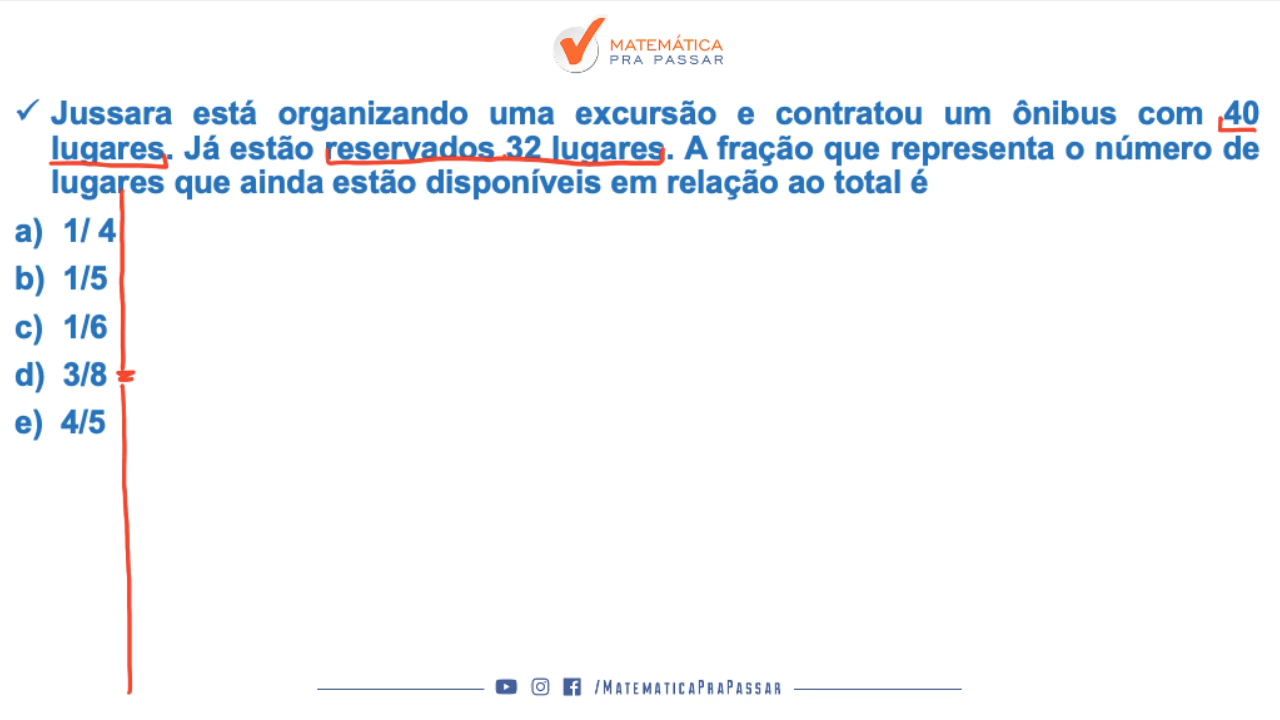 MATEMÁTICA
PRA PASSAR
✓ Jussara está organizando uma excursão e contratou um ônibus com 40
lugares. Já estão reservados 32 lugares. A fração que representa o número de
lugares que ainda estão disponíveis em relação ao total é
a) 1/ 4
b) 1/5
c) 1/6
d) 3/8
e) 4/5
/MATEMATICAPRAPASSAR